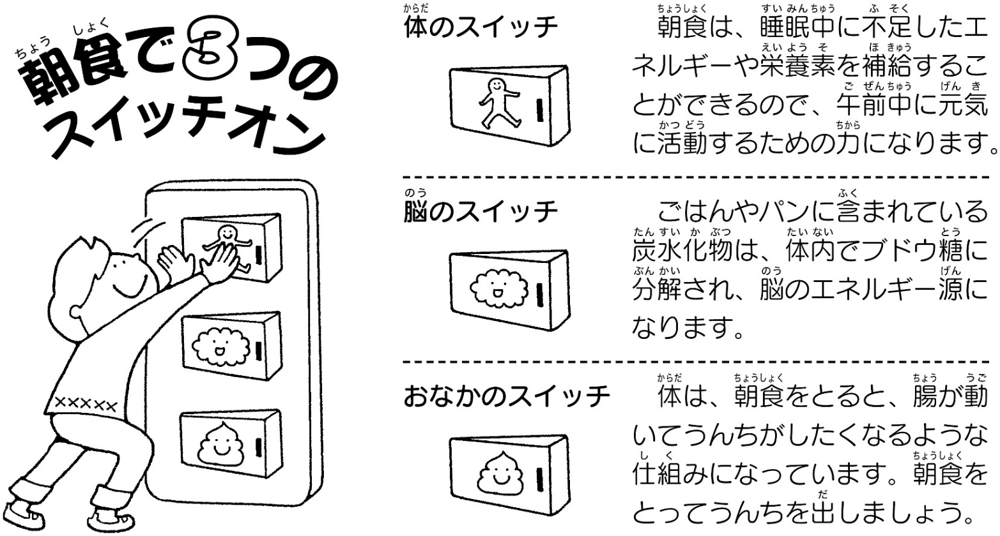 朝食で3つの
スイッチオン
体のスイッチ
朝食は、睡眠中に不足したエ
ネルギーや栄養素を補給するこ
とができるので、午前中に元気
に活動するための力になります。
脳のスイッチ
ごはんやパンに含まれている
炭水化物は、体内でブドウ糖に
分解され、脳のエネルギー源に
なります。
おなかのスイッチ
体は、朝食をとると、腸が動
いてうんちがしたくなるような
仕組みになっています。朝食を
とってうんちを出しましょう。